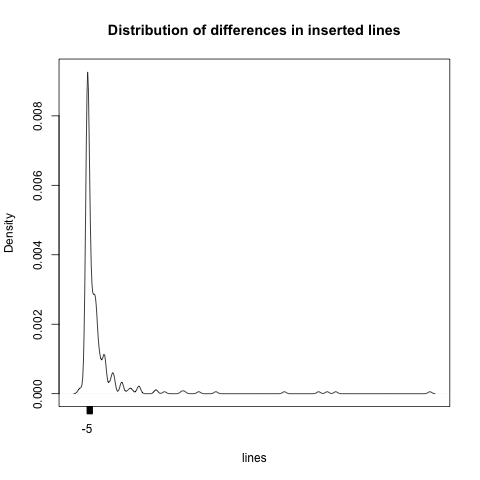 Distribution of differences in inserted lines
Density
0.008
0.006
0.004
0.002
0.000
-5
lines